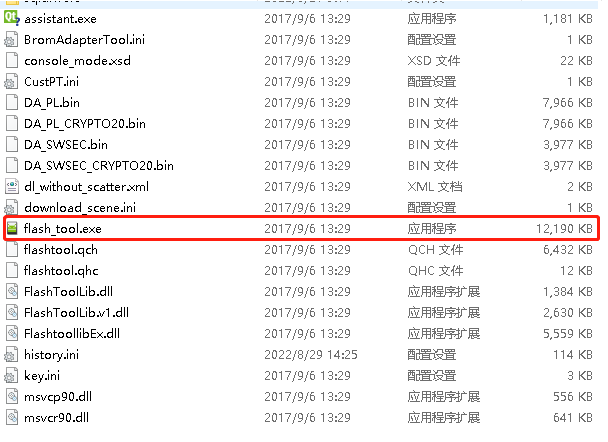 assistant.exe 2017/9/6 13:29 应用程序 1,181 KB
BromAdapterTool.ini 2017/9/6 13:29 配置设置 1 KB
console_mode.xsd 2017/9/6 13:29 XSD 文件 22 KB
CustPT.ini 2017/9/6 13:29 配置设置 1 KB
DA_PL.bin 2017/9/6 13:29 BIN 文件 7,966 KB
DA_PL_CRYPTO20.bin 2017/9/6 13:29 BIN 文件 7,966 KB
DA_SWSEC.bin 2017/9/6 13:29 BIN 文件 3,977 KB
DA_SWSEC_CRYPTO20.bin 2017/9/6 13:29 BIN 文件 3,977 KB
dl_without_scatter.xml 2017/9/6 13:29 XML 文档 2 KB
download_scene.ini 2017/9/6 13:29 配置设置 1 KB
flash_tool.exe 2017/9/6 13:29 应用程序 12,190 KB
flashtool.qch 2017/9/6 13:29 QCH 文件 6,432 KB
flashtool.qhc 2017/9/6 13:29 QHC 文件 12 KB
FlashToolLib.dll 2017/9/6 13:29 应用程序扩展 1,384 KB
FlashToolLib.v1.dll 2017/9/6 13:29 应用程序扩展 2,630 KB
FlashtoollibEx.dll 2017/9/6 13:29 应用程序扩展 5,559 KB
history.ini 2022/8/29 14:25 配置设置 114 KB
key.ini 2017/9/6 13:29 配置设置 3 KB
msvcp90.dll 2017/9/6 13:29 应用程序扩展 556 KB
msvcr90.dll 2017/9/6 13:29 应用程序扩展 641 KB